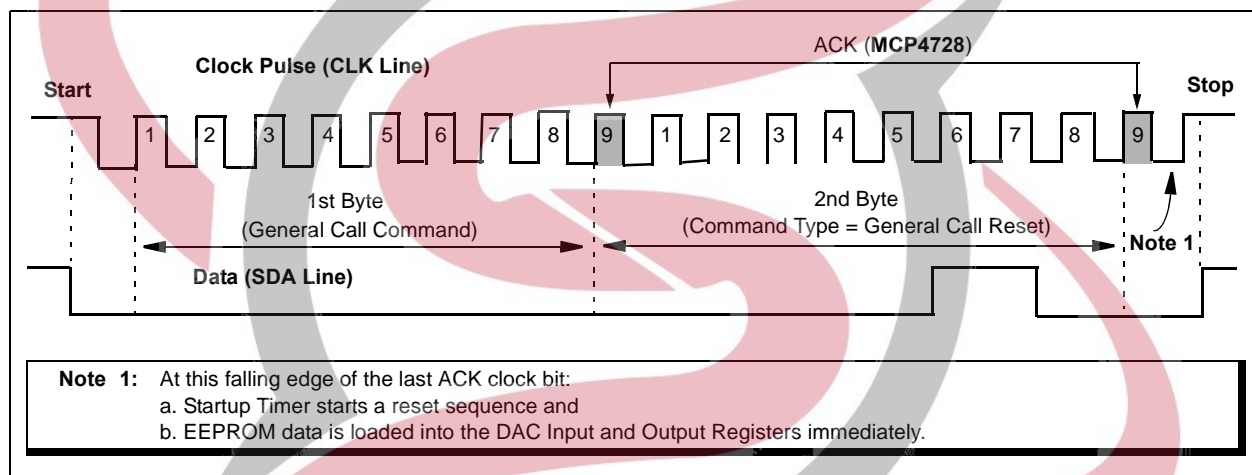 ACK (MCP4728)
Clock Pulse (CLK Line)
Start
Stop
1 2 3 4 5 6 7 8 9 1 2 3 4 5 6 7 8 9
1st Byte
(General Call Command)
2nd Byte
(Command Type = General Call Reset)
Note 1
Data (SDA Line)
Note 1: At this falling edge of the last ACK clock bit:
a. Startup Timer starts a reset sequence and
b. EEPROM data is loaded into the DAC Input and Output Registers immediately.